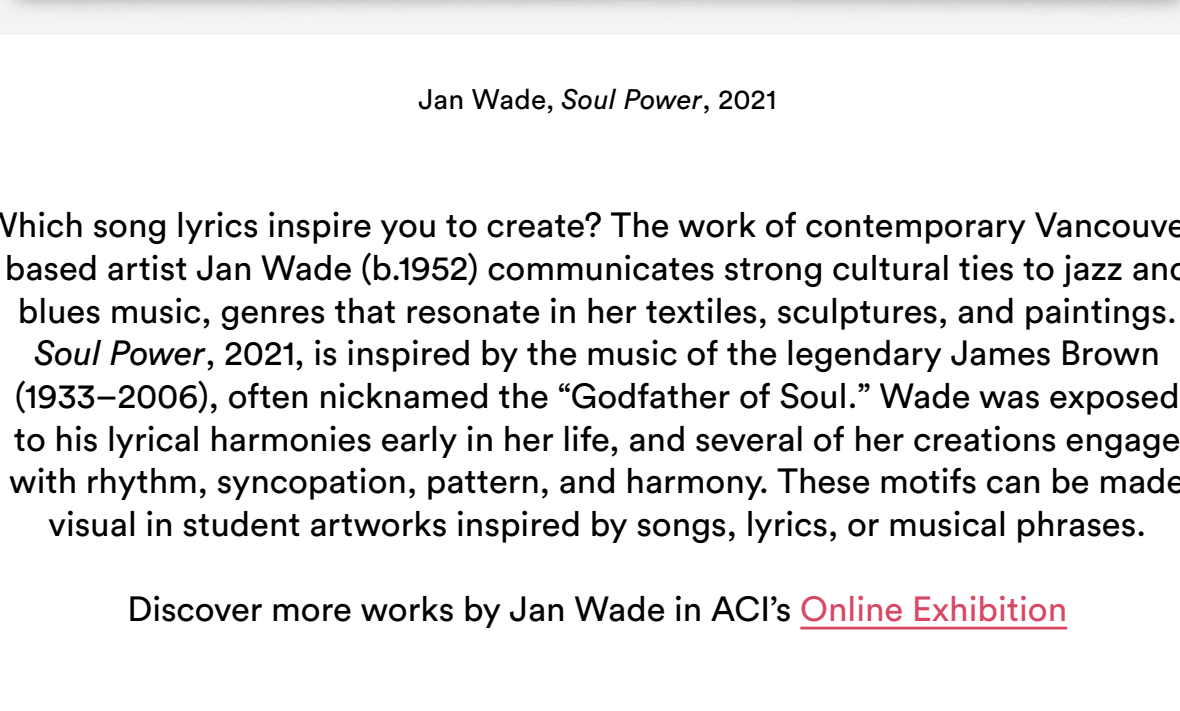 Jan Wade, Soul Power, 2021
Which song lyrics inspire you to create? The work of contemporary Vancouve
based artist Jan Wade (b.1952) communicates strong cultural ties to jazz and
blues music, genres that resonate in her textiles, sculptures, and paintings.
Soul Power, 2021, is inspired by the music of the legendary James Brown
(1933–2006), often nicknamed the “Godfather of Soul.” Wade was exposed
to his lyrical harmonies early in her life, and several of her creations engage
with rhythm, syncopation, pattern, and harmony. These motifs can be made
visual in student artworks inspired by songs, lyrics, or musical phrases.
Discover more works by Jan Wade in ACI’s Online Exhibition